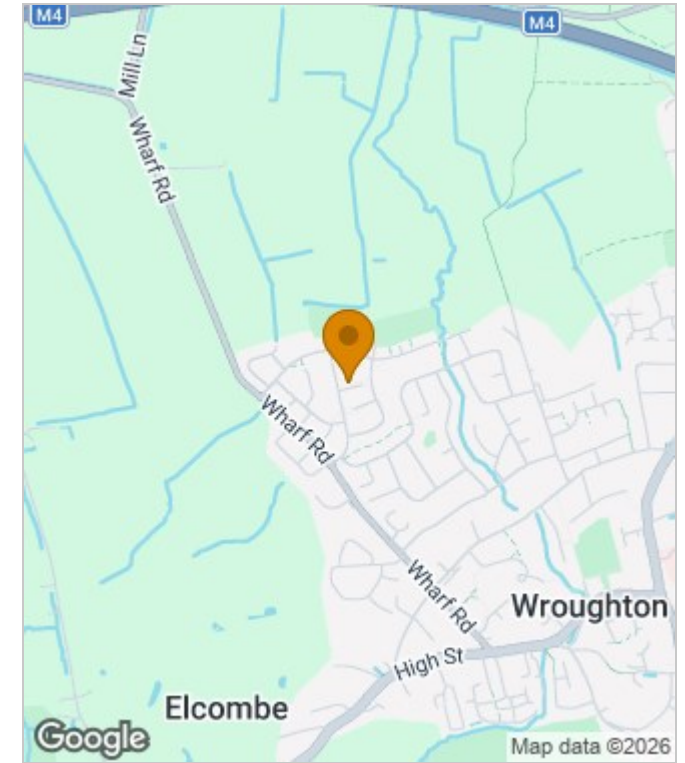 M4
M4
Mill Ln
Wharf Rd
Wharf Rd
Wharf Rd
Wroughton
High St
Elcombe
Google
Map data ©2026